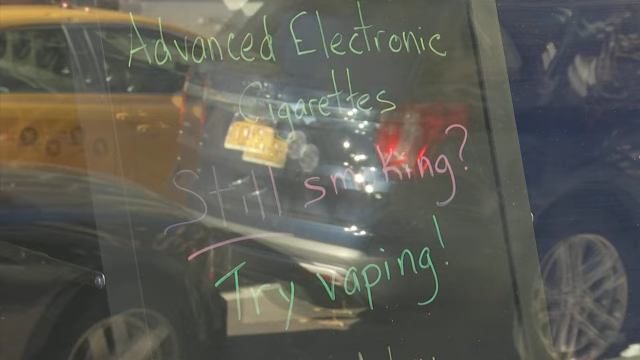 Advanced Electronic
Cigarettes
Still smoking?
Try vaping!